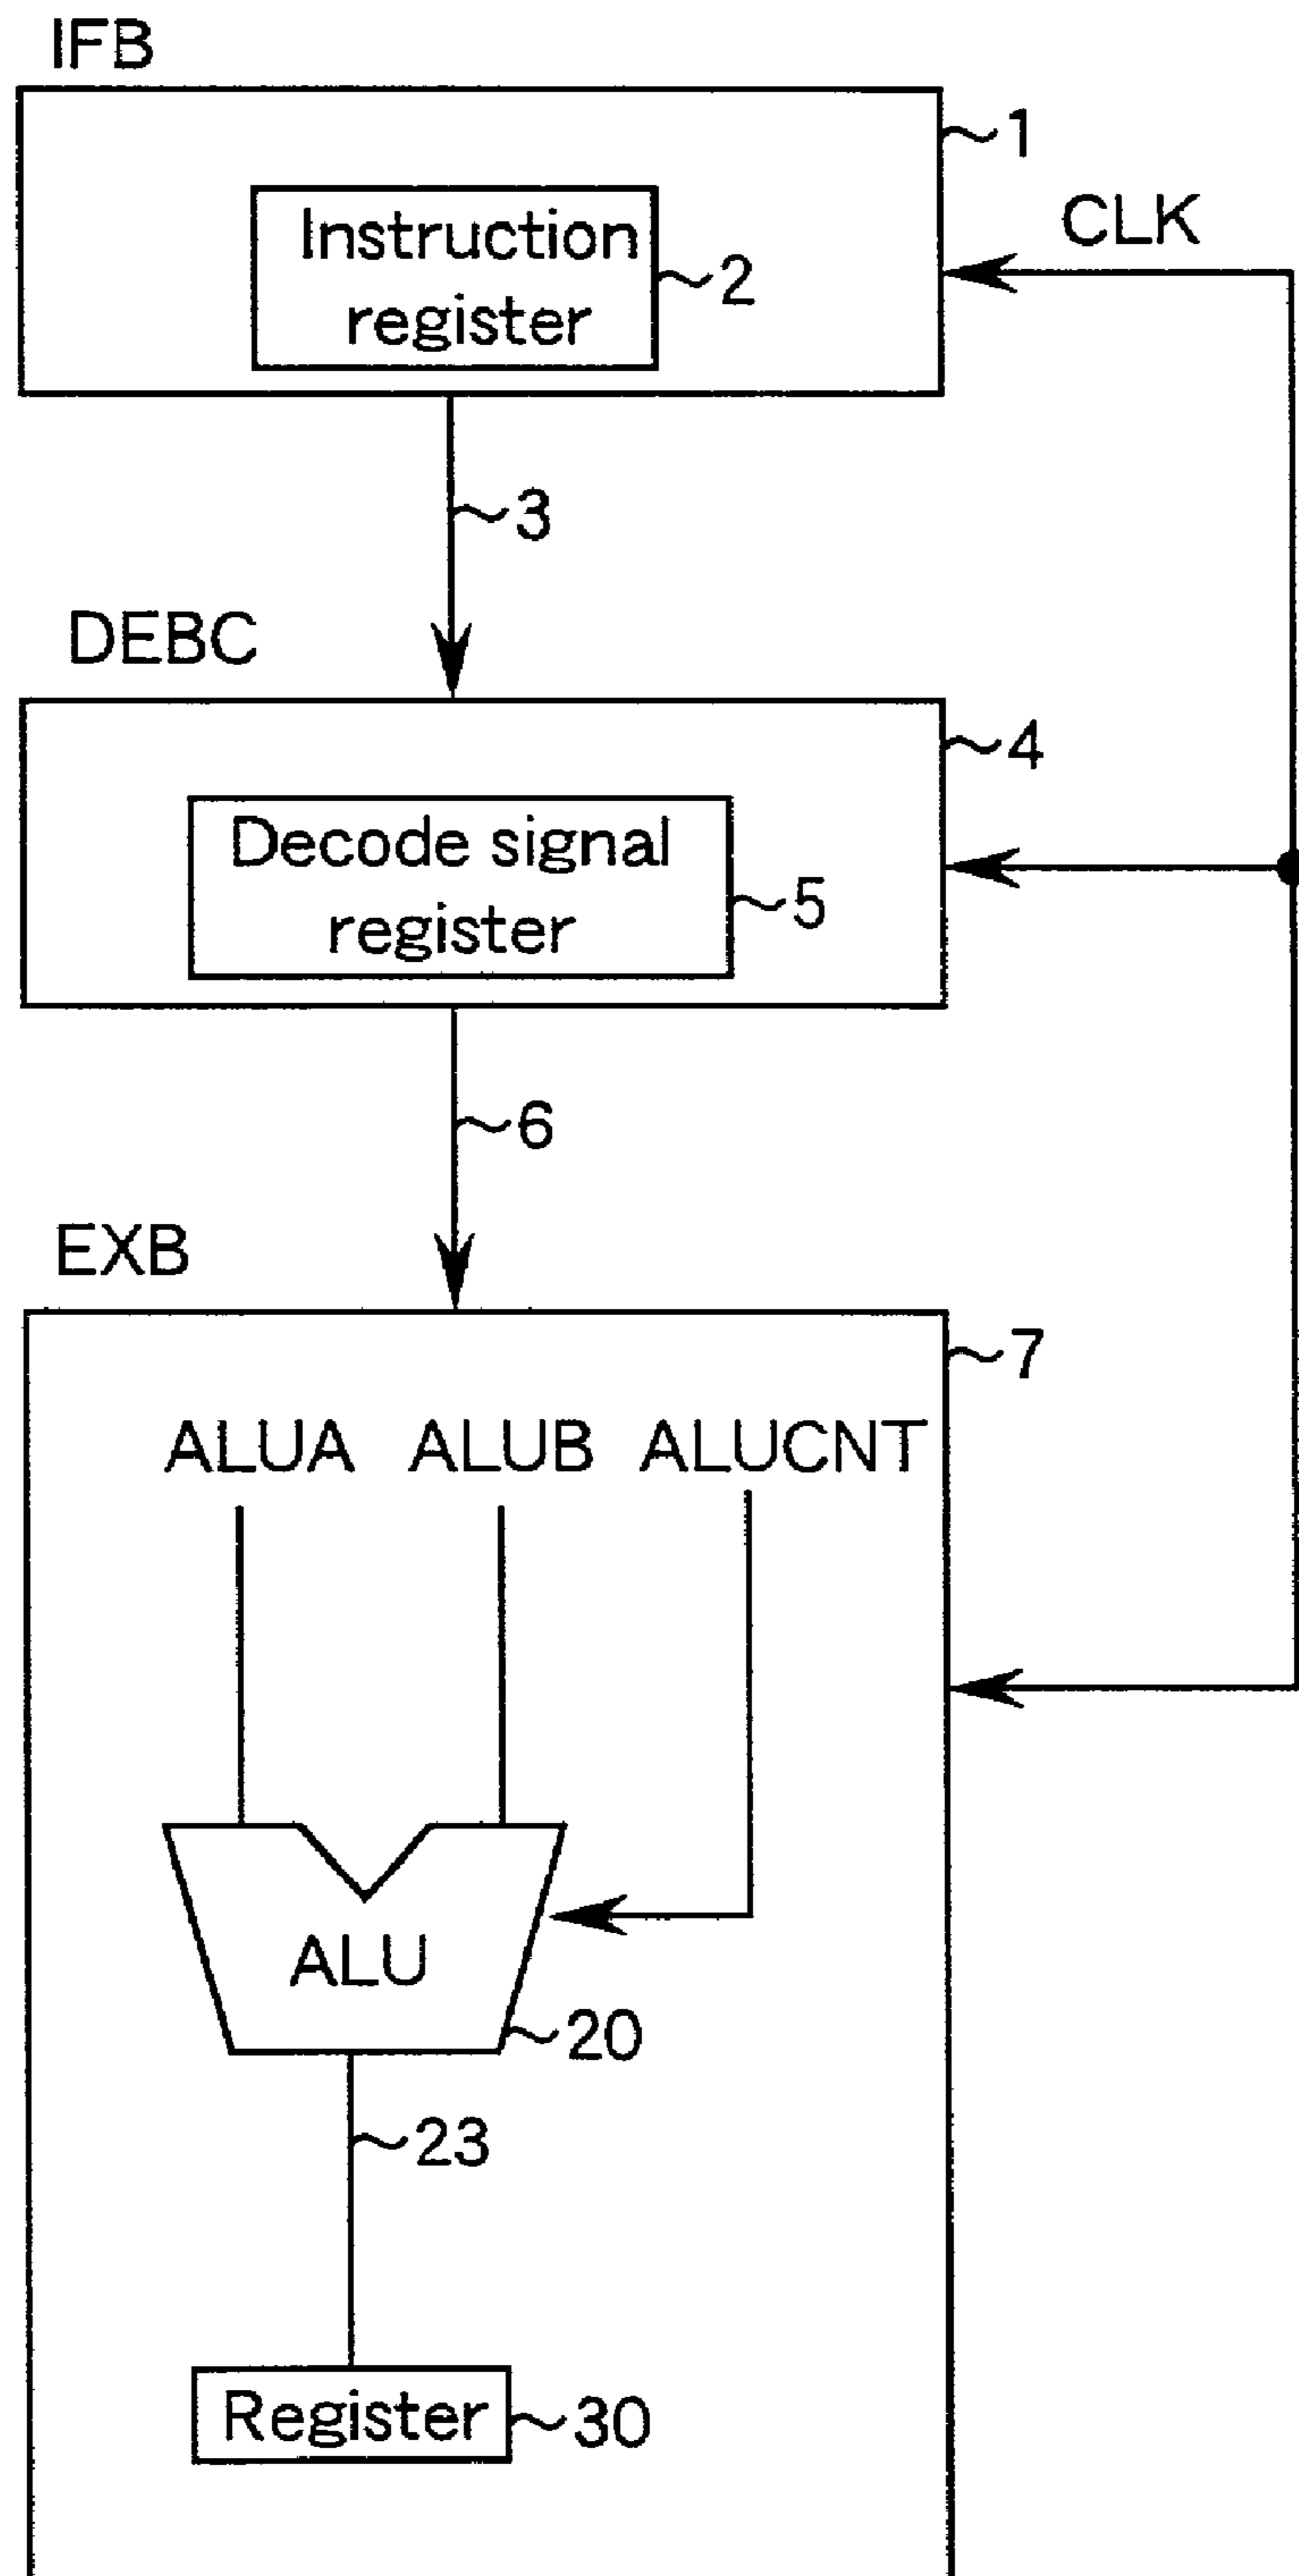 IFB
1
CLK
Instruction
register
2
3
DEBC
4
Decode signal
register
5
6
EXB
7
ALUA ALUB ALUCNT
ALU
20
23
Register
30